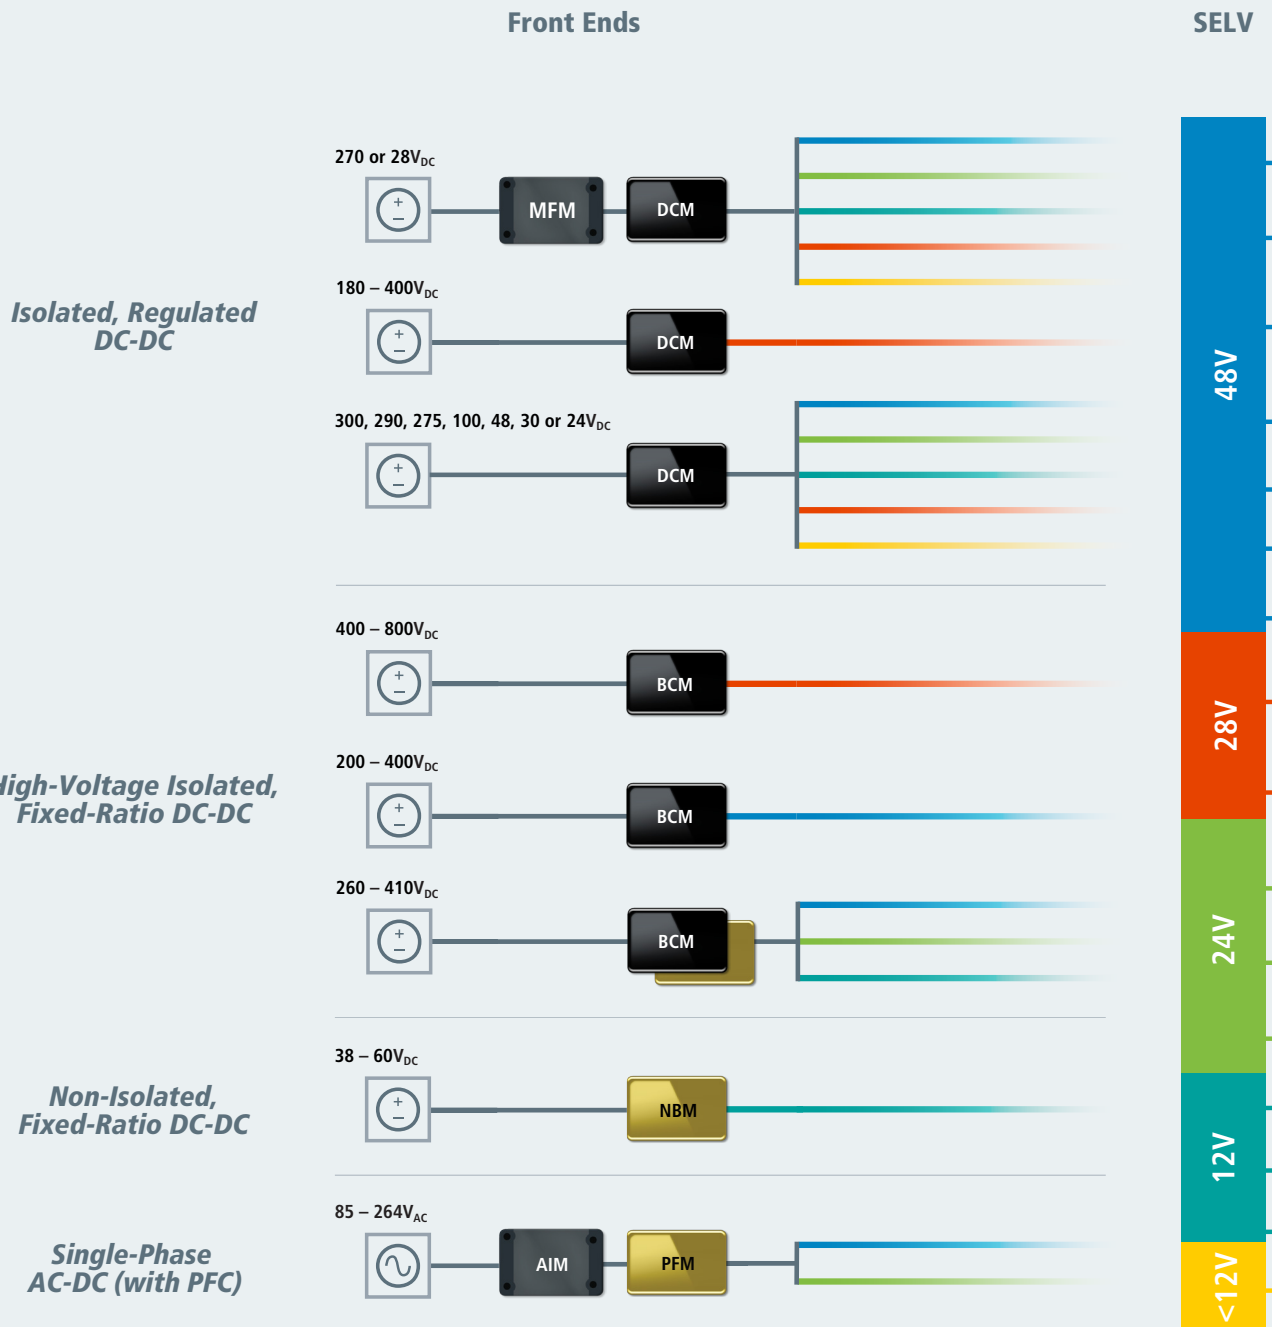 Front Ends
SELV
270 or 28VDC
MFM
DCM
Isolated, Regulated
DC-DC
180 – 400VDC
DCM
300, 290, 275, 100, 48, 30 or 24VDC
DCM
48V
400 – 800VDC
BCM
28V
High-Voltage Isolated,
Fixed-Ratio DC-DC
200 – 400VDC
BCM
260 – 410VDC
BCM
24V
Non-Isolated,
Fixed-Ratio DC-DC
38 – 60VDC
NBM
12V
Single-Phase
AC-DC (with PFC)
85 – 264VAC
AIM
PFM
<12V